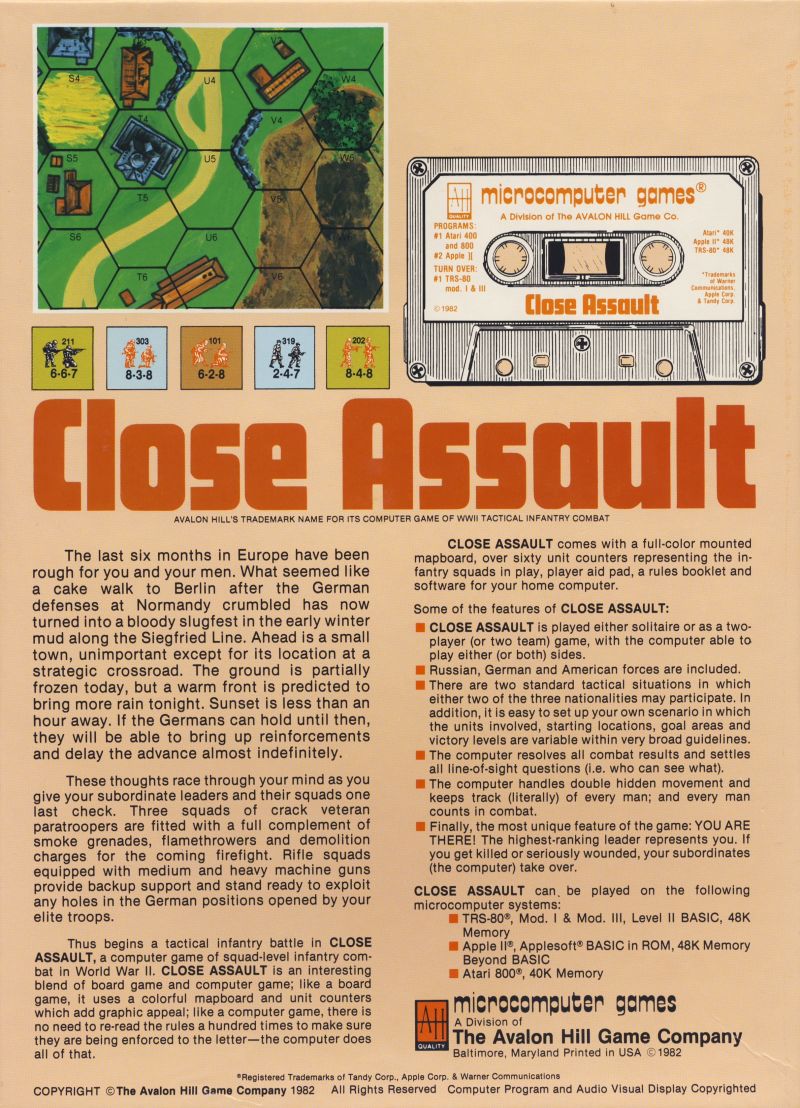 S4
U4
V3
W4
T4
V4
S5
U5
W5
T5
V5
S6
U6
T6
V6
AH
QUALITY
microcomputer games®
A Division of The AVALON HILL Game Co.
PROGRAMS:
#1 Atari 400
and 800
#2 Apple ][
TURN OVER:
#1 TRS-80
mod. I & III
©1982
Atari* 40K
Apple II* 48K
TRS-80* 48K
*Trademarks
of Warner
Communications,
Apple Corp.
& Tandy Corp.
Close Assault
211
6-6-7
303
8-3-8
101
6-2-8
319
2-4-7
202
8-4-8
Close Assault
AVALON HILL'S TRADEMARK NAME FOR ITS COMPUTER GAME OF WWII TACTICAL INFANTRY COMBAT
The last six months in Europe have been
rough for you and your men. What seemed like
a cake walk to Berlin after the German
defenses at Normandy crumbled has now
turned into a bloody slugfest in the early winter
mud along the Siegfried Line. Ahead is a small
town, unimportant except for its location at a
strategic crossroad. The ground is partially
frozen today, but a warm front is predicted to
bring more rain tonight. Sunset is less than an
hour away. If the Germans can hold until then,
they will be able to bring up reinforcements
and delay the advance almost indefinitely.
These thoughts race through your mind as you
give your subordinate leaders and their squads one
last check. Three squads of crack veteran
paratroopers are fitted with a full complement of
smoke grenades, flamethrowers and demolition
charges for the coming firefight. Rifle squads
equipped with medium and heavy machine guns
provide backup support and stand ready to exploit
any holes in the German positions opened by your
elite troops.
Thus begins a tactical infantry battle in CLOSE
ASSAULT, a computer game of squad-level infantry com-
bat in World War II. CLOSE ASSAULT is an interesting
blend of board game and computer game; like a board
game, it uses a colorful mapboard and unit counters
which add graphic appeal; like a computer game, there is
no need to re-read the rules a hundred times to make sure
they are being enforced to the letter—the computer does
all of that.
CLOSE ASSAULT comes with a full-color mounted
mapboard, over sixty unit counters representing the in-
fantry squads in play, player aid pad, a rules booklet and
software for your home computer.
Some of the features of CLOSE ASSAULT:
■ CLOSE ASSAULT is played either solitaire or as a two-
player (or two team) game, with the computer able to
play either (or both) sides.
■ Russian, German and American forces are included.
■ There are two standard tactical situations in which
either two of the three nationalities may participate. In
addition, it is easy to set up your own scenario in which
the units involved, starting locations, goal areas and
victory levels are variable within very broad guidelines.
■ The computer resolves all combat results and settles
all line-of-sight questions (i.e. who can see what).
■ The computer handles double hidden movement and
keeps track (literally) of every man; and every man
counts in combat.
■ Finally, the most unique feature of the game: YOU ARE
THERE! The highest-ranking leader represents you. If
you get killed or seriously wounded, your subordinates
(the computer) take over.
CLOSE ASSAULT can be played on the following
microcomputer systems:
■ TRS-80®, Mod. I & Mod. III, Level II BASIC, 48K
Memory
■ Apple II®, Applesoft® BASIC in ROM, 48K Memory
Beyond BASIC
■ Atari 800®, 40K Memory
AH
QUALITY
microcomputer games
A Division of
The Avalon Hill Game Company
Baltimore, Maryland Printed in USA ©1982
®Registered Trademarks of Tandy Corp., Apple Corp. & Warner Communications
COPYRIGHT ©The Avalon Hill Game Company 1982 All Rights Reserved Computer Program and Audio Visual Display Copyrighted